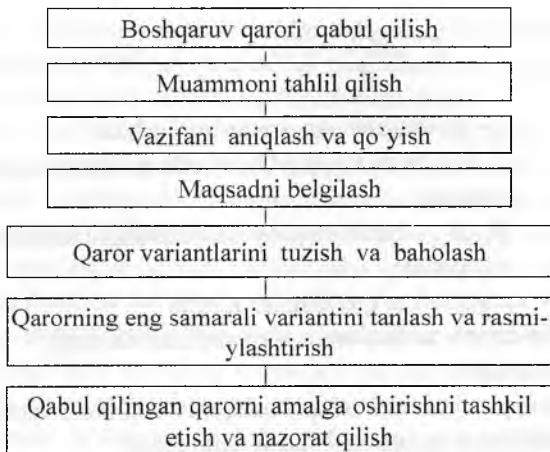 Boshqaruv qarori qabul qilish
Muammoni tahlil qilish
Vazifani aniqlash va qo`yish
Maqsadni belgilash
Qaror variantlarini tuzish va baholash
Qarorning eng samarali variantini tanlash va rasmi-
ylashtirish
Qabul qilingan qarorni amalga oshirishni tashkil
etish va nazorat qilish